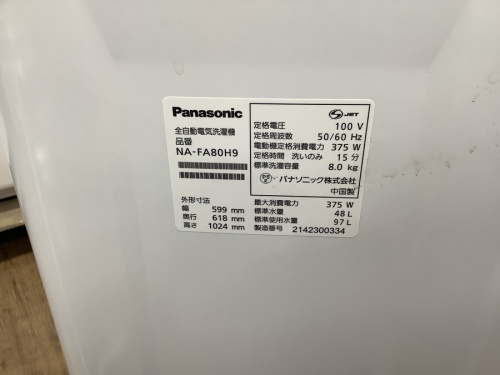 Panasonic
全自動電気洗濯機
品番
NA-FA80H9
外形寸法
幅 599 mm
奥行 618 mm
高さ 1024 mm
JET
定格電圧 100 V
定格周波数 50/60 Hz
電動機定格消費電力 375 W
定格時間 洗いのみ 15 分
標準洗濯容量 8.0 kg
パナソニック株式会社
中国製
最大消費電力 375 W
標準水量 48 L
標準使用水量 97 L
製造番号 2142300334